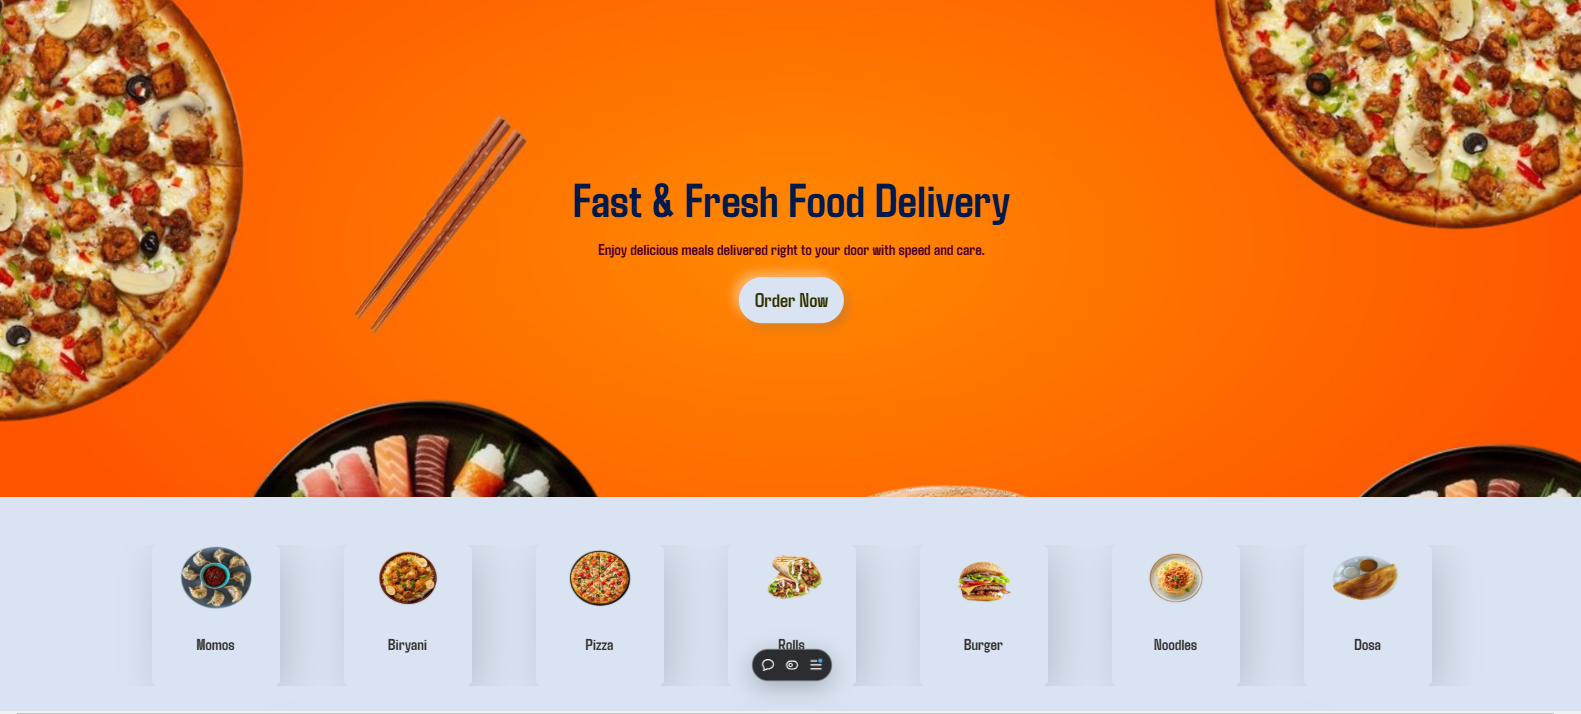 Fast & Fresh Food Delivery
Enjoy delicious meals delivered right to your door with speed and care.
Order Now
Momos
Biryani
Pizza
Rolls
Burger
Noodles
Dosa